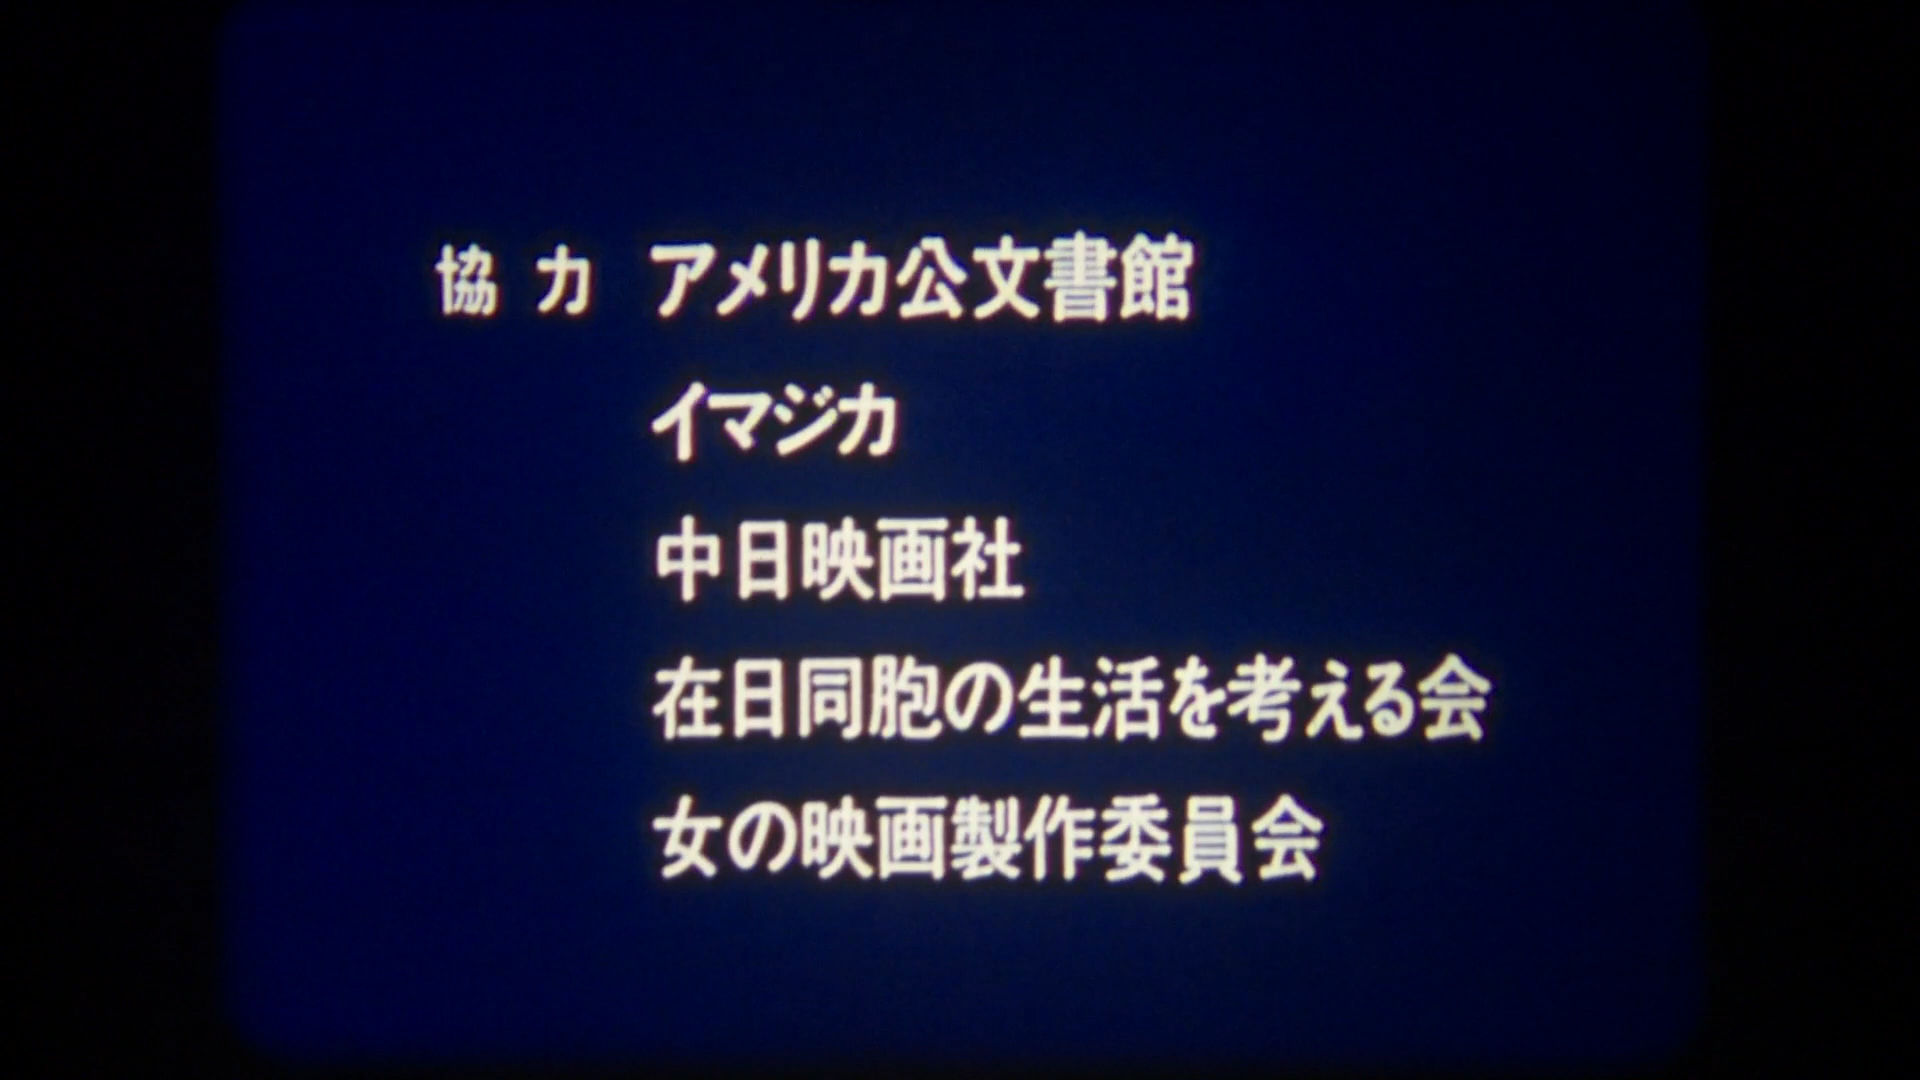 協力 アメリカ公文書館
イマジカ
中日映画社
在日同胞の生活を考える会
女の映画製作委員会